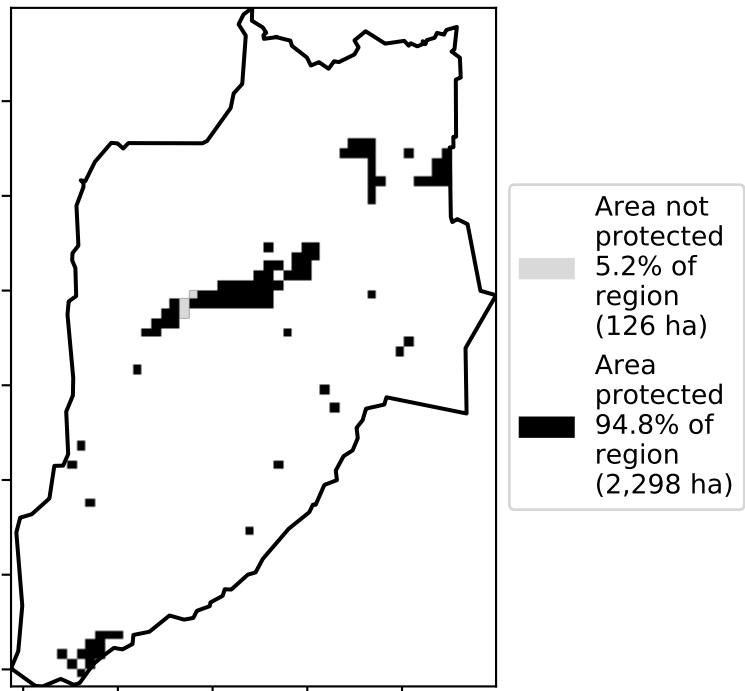 Area not
protected
5.2% of
region
(126 ha)
Area
protected
94.8% of
region
(2,298 ha)